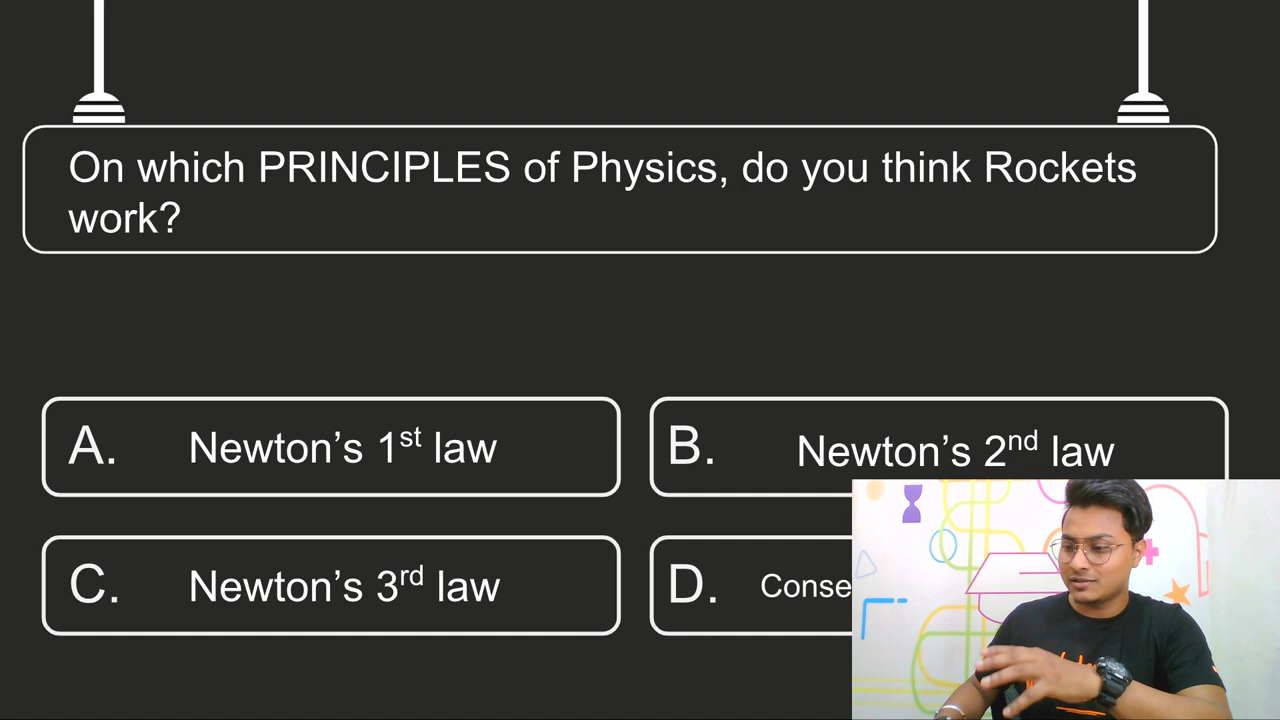 On which PRINCIPLES of Physics, do you think Rockets
work?
A. Newton’s 1st law
B. Newton’s 2nd law
C. Newton’s 3rd law
D.